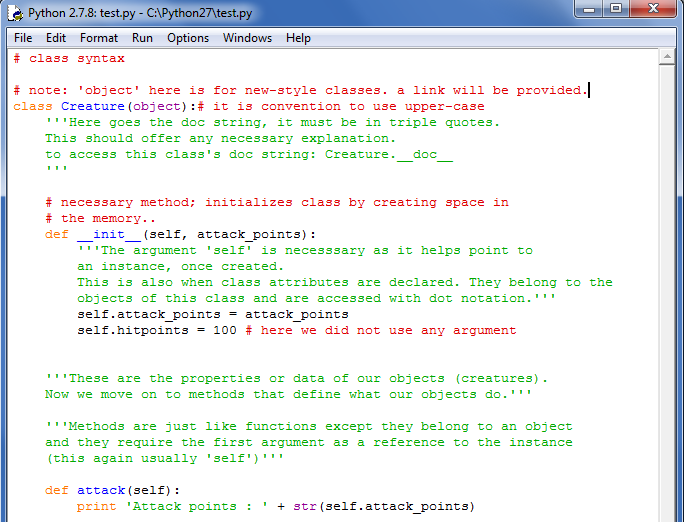 Python 2.7.8: test.py - C:\Python27\test.py
File Edit Format Run Options Windows Help
# class syntax
# note: 'object' here is for new-style classes. a link will be provided.
class Creature(object):# it is convention to use upper-case
'''Here goes the doc string, it must be in triple quotes.
This should offer any necessary explanation.
to access this class's doc string: Creature.__doc__
'''
# necessary method; initializes class by creating space in
# the memory..
def __init__(self, attack_points):
'''The argument 'self' is necesssary as it helps point to
an instance, once created.
This is also when class attributes are declared. They belong to the
objects of this class and are accessed with dot notation.'''
self.attack_points = attack_points
self.hitpoints = 100 # here we did not use any argument
'''These are the properties or data of our objects (creatures).
Now we move on to methods that define what our objects do.'''
'''Methods are just like functions except they belong to an object
and they require the first argument as a reference to the instance
(this again usually 'self')'''
def attack(self):
print 'Attack points : ' + str(self.attack_points)